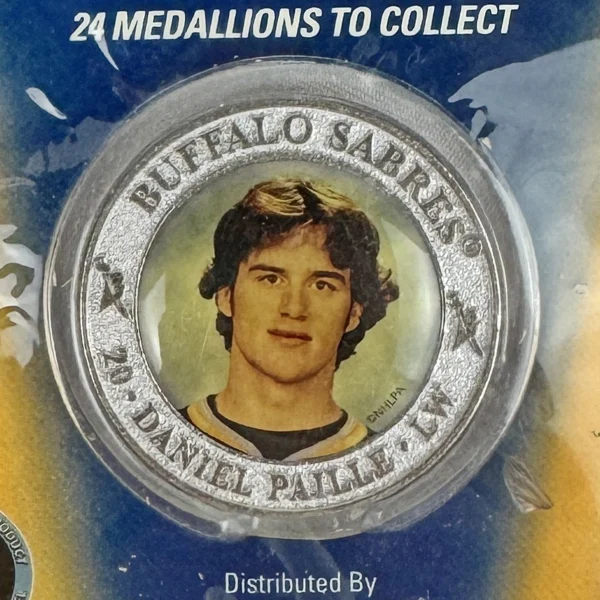 24 MEDALLIONS TO COLLECT
BUFFALO SABRES®
20 • DANIEL PAILLE • LW
©NHLPA
Distributed By